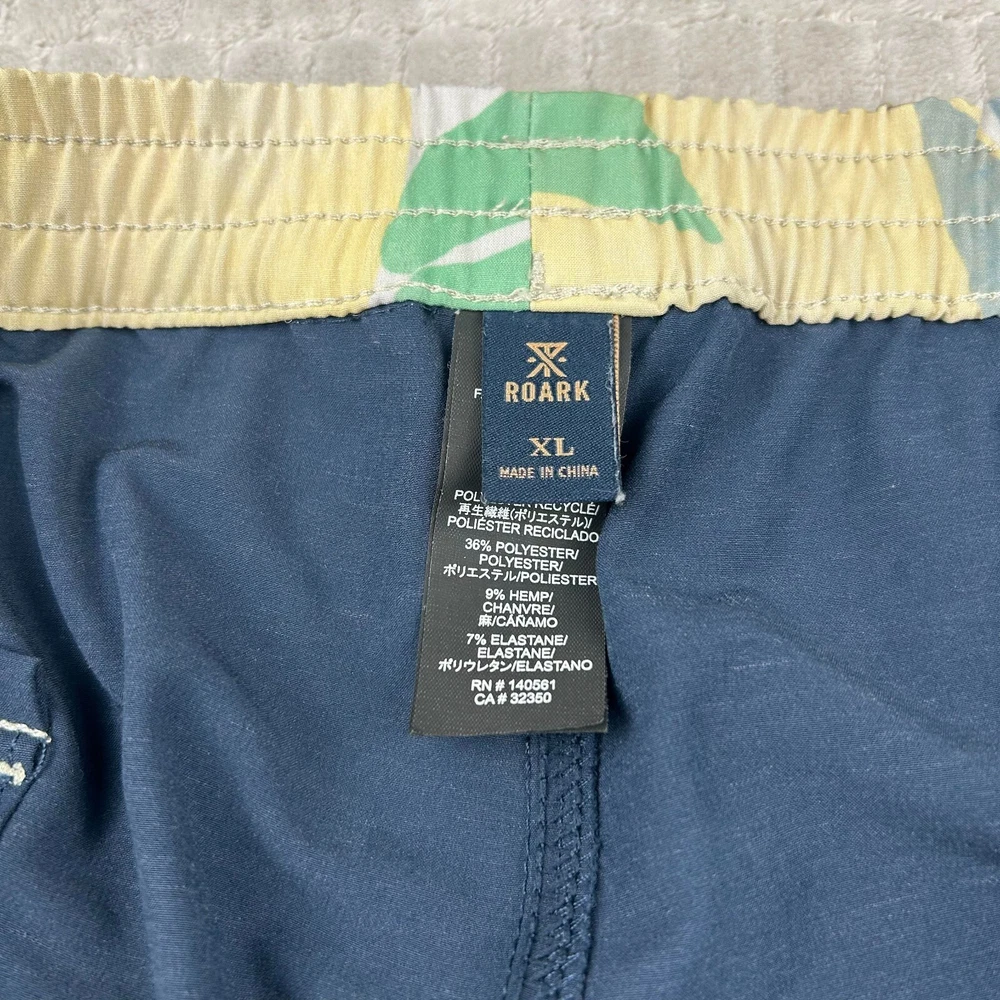 ROARK
XL
MADE IN CHINA
RECYCLÉ/
再生繊維(ポリエステル)/
POLIÉSTER RECICLADO
36% POLYESTER/
POLYESTER/
ポリエステル/POLIESTER
9% HEMP/
CHANVRE/
麻/CÁÑAMO
7% ELASTANE/
ELASTANE/
ポリウレタン/ELASTANO
RN # 140561
CA # 32350